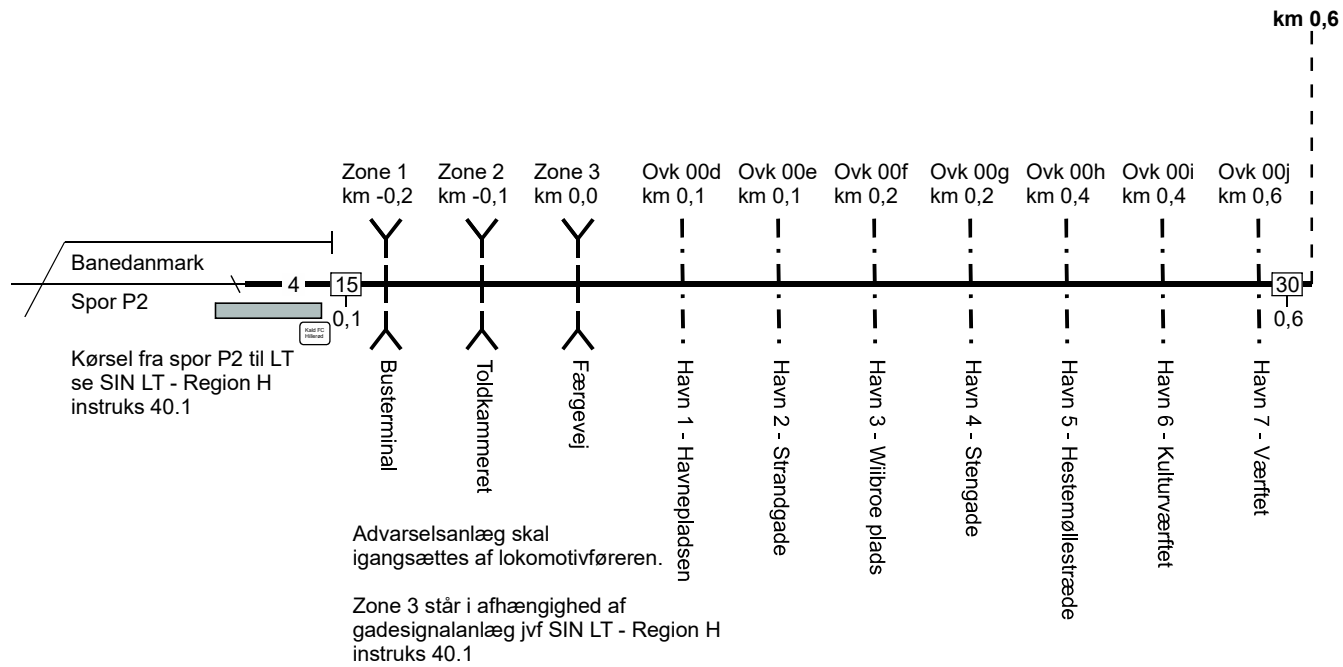 km 0,6
Zone 1
km -0,2
Zone 2
km -0,1
Zone 3
km 0,0
Ovk 00d
km 0,1
Ovk 00e
km 0,1
Ovk 00f
km 0,2
Ovk 00g
km 0,2
Ovk 00h
km 0,4
Ovk 00i
km 0,4
Ovk 00j
km 0,6
Banedanmark
Spor P2
4
15
0,1
30
0,6
Kald FC
Hillerød
Kørsel fra spor P2 til LT
se SIN LT - Region H
instruks 40.1
Busterminal
Toldkammeret
Færgevej
Havn 1 - Havnepladsen
Havn 2 - Strandgade
Havn 3 - Wiibroe plads
Havn 4 - Stengade
Havn 5 - Hestemøllestræde
Havn 6 - Kulturværftet
Havn 7 - Værftet
Advarselsanlæg skal
igangsættes af lokomotivføreren.
Zone 3 står i afhængighed af
gadesignalanlæg jvf SIN LT - Region H
instruks 40.1